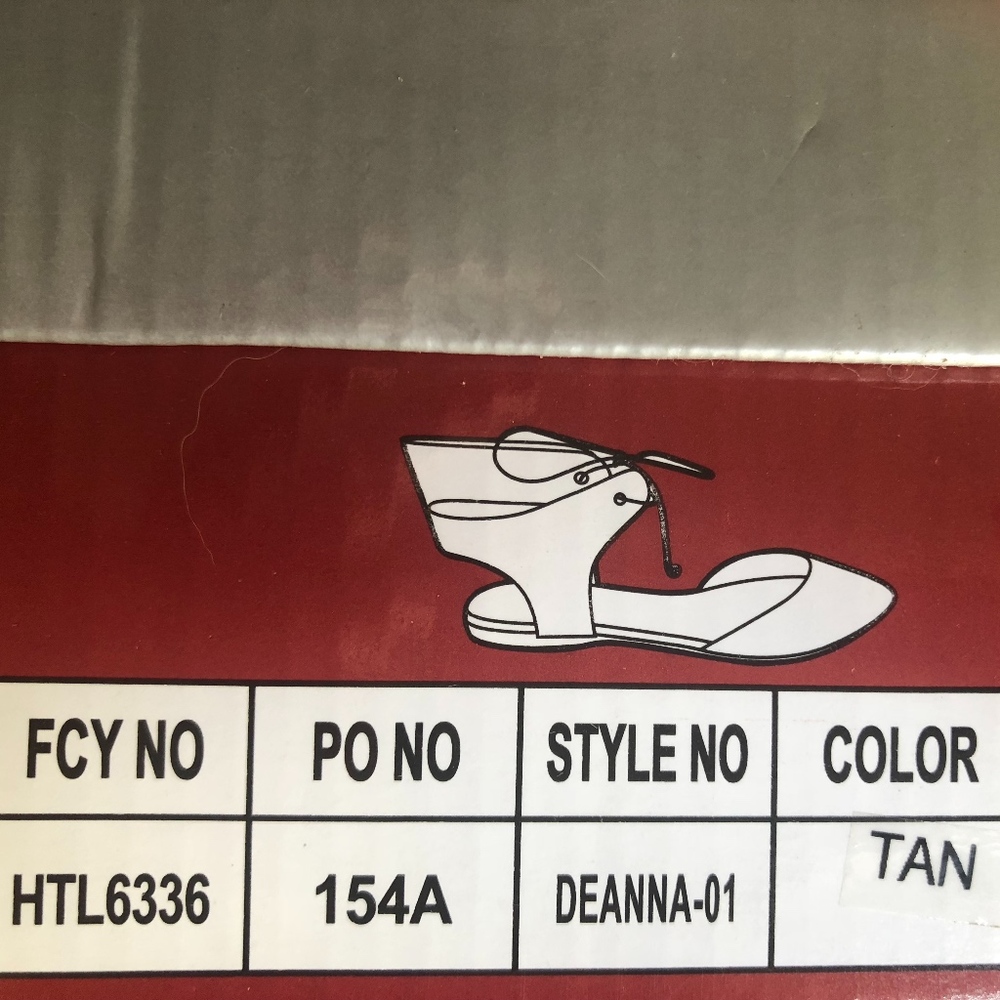 FCY NO PO NO STYLE NO COLOR
HTL6336 154A DEANNA-01 TAN